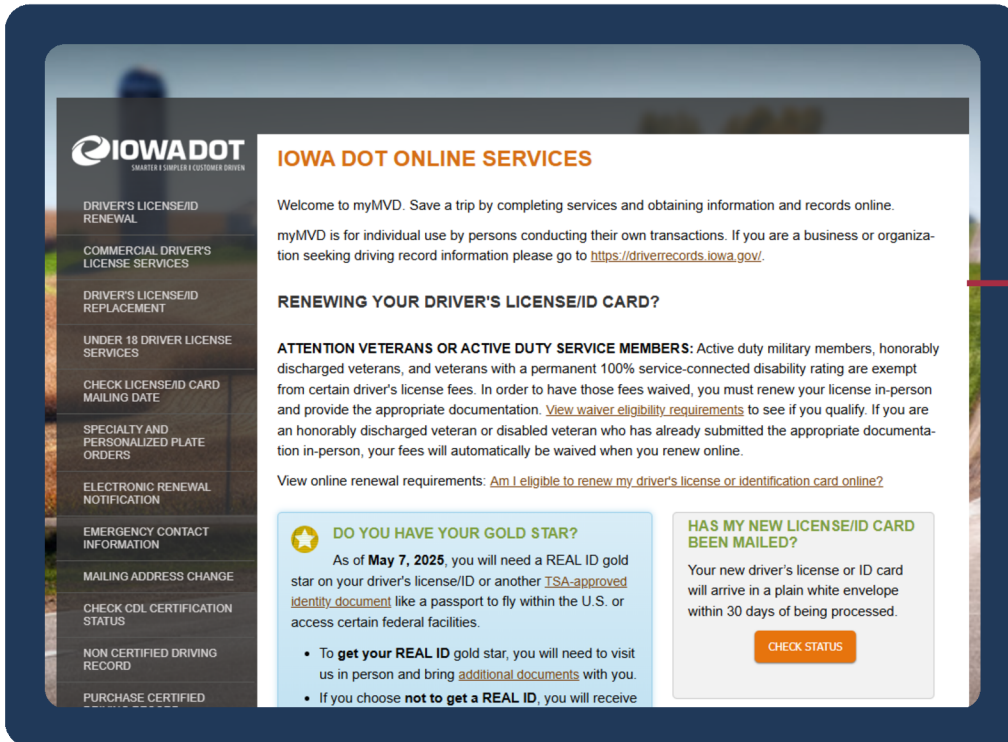 IOWADOT
SMARTER I SIMPLER I CUSTOMER DRIVEN
DRIVER'S LICENSE/ID
RENEWAL
COMMERCIAL DRIVER'S
LICENSE SERVICES
DRIVER'S LICENSE/ID
REPLACEMENT
UNDER 18 DRIVER LICENSE
SERVICES
CHECK LICENSE/ID CARD
MAILING DATE
SPECIALTY AND
PERSONALIZED PLATE
ORDERS
ELECTRONIC RENEWAL
NOTIFICATION
EMERGENCY CONTACT
INFORMATION
MAILING ADDRESS CHANGE
CHECK CDL CERTIFICATION
STATUS
NON CERTIFIED DRIVING
RECORD
PURCHASE CERTIFIED
IOWA DOT ONLINE SERVICES
Welcome to myMVD. Save a trip by completing services and obtaining information and records online.
myMVD is for individual use by persons conducting their own transactions. If you are a business or organiza-
tion seeking driving record information please go to https://driverrecords.iowa.gov/.
RENEWING YOUR DRIVER'S LICENSE/ID CARD?
ATTENTION VETERANS OR ACTIVE DUTY SERVICE MEMBERS: Active duty military members, honorably
discharged veterans, and veterans with a permanent 100% service-connected disability rating are exempt
from certain driver's license fees. In order to have those fees waived, you must renew your license in-person
and provide the appropriate documentation. View waiver eligibility requirements to see if you qualify. If you are
an honorably discharged veteran or disabled veteran who has already submitted the appropriate documenta-
tion in-person, your fees will automatically be waived when you renew online.
View online renewal requirements: Am I eligible to renew my driver's license or identification card online?
DO YOU HAVE YOUR GOLD STAR?
As of May 7, 2025, you will need a REAL ID gold
star on your driver's license/ID or another TSA-approved
identity document like a passport to fly within the U.S. or
access certain federal facilities.
• To get your REAL ID gold star, you will need to visit
us in person and bring additional documents with you.
• If you choose not to get a REAL ID, you will receive
HAS MY NEW LICENSE/ID CARD
BEEN MAILED?
Your new driver's license or ID card
will arrive in a plain white envelope
within 30 days of being processed.
CHECK STATUS